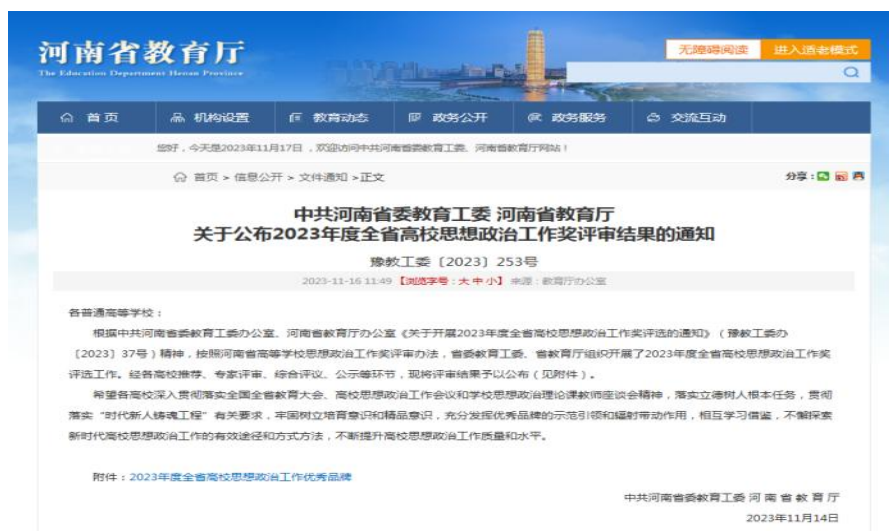 河南省教育厅
The Education Department Henan Province
无障碍阅读
进入适老模式
首页
机构设置
教育动态
政务公开
政务服务
交流互动
您好，今天是2023年11月17日，欢迎访问中共河南省委教育工委、河南省教育厅网站！
首页 > 信息公开 > 文件通知 >正文
分享：
中共河南省委教育工委 河南省教育厅
关于公布2023年度全省高校思想政治工作奖评审结果的通知
豫教工委〔2023〕253号
2023-11-16 11:49 【浏览字号：大 中 小】 来源：教育厅办公室
各普通高等学校：
根据中共河南省委教育工委办公室、河南省教育厅办公室《关于开展2023年度全省高校思想政治工作奖评选的通知》（豫教工委办
〔2023〕37号）精神，按照河南省高等学校思想政治工作奖评审办法，省委教育工委、省教育厅组织开展了2023年度全省高校思想政治工作奖
评选工作。经各高校推荐、专家评审、综合评议、公示等环节，现将评审结果予以公布（见附件）。
希望各高校深入贯彻落实全国全省教育大会、高校思想政治工作会议和学校思想政治理论课教师座谈会精神，落实立德树人根本任务，贯彻
落实“时代新人铸魂工程”有关要求，牢固树立培育意识和精品意识，充分发挥优秀品牌的示范引领和辐射带动作用，相互学习借鉴，不懈探索
新时代高校思想政治工作的有效途径和方式方法，不断提升高校思想政治工作质量和水平。
附件：2023年度全省高校思想政治工作优秀品牌
中共河南省委教育工委 河 南 省 教 育 厅
2023年11月14日